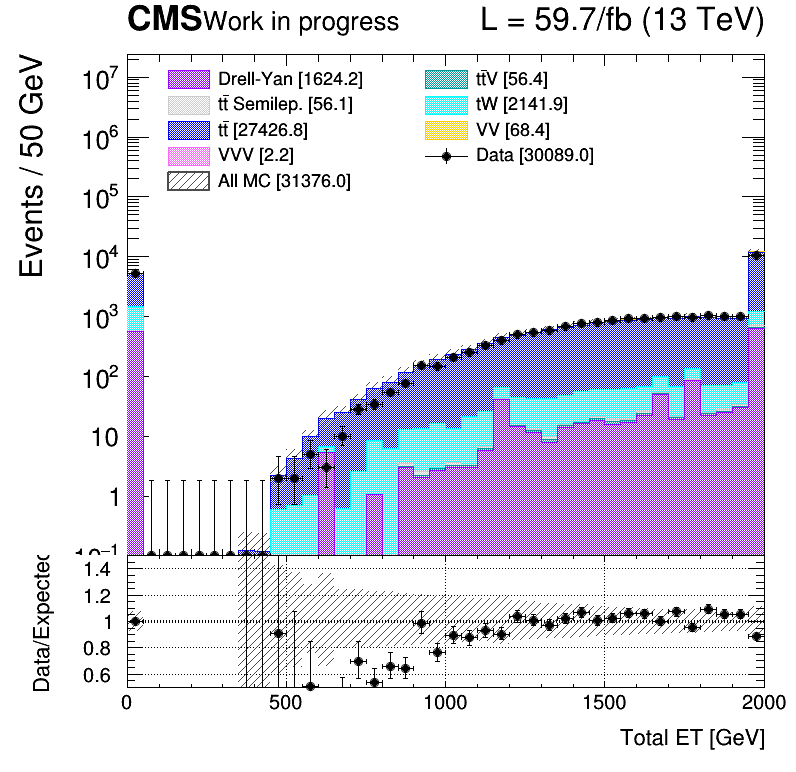 CMS Work in progress L = 59.7/fb (13 TeV)
Events / 50 GeV
10⁷
10⁶
10⁵
10⁴
10³
10²
10
1
10⁻¹
Drell-Yan [1624.2]
tt̄ Semilep. [56.1]
tt̄ [27426.8]
VVV [2.2]
All MC [31376.0]
tt̄V [56.4]
tW [2141.9]
VV [68.4]
Data [30089.0]
Data/Expected
1.4
1.2
1
0.8
0.6
0 500 1000 1500 2000
Total ET [GeV]